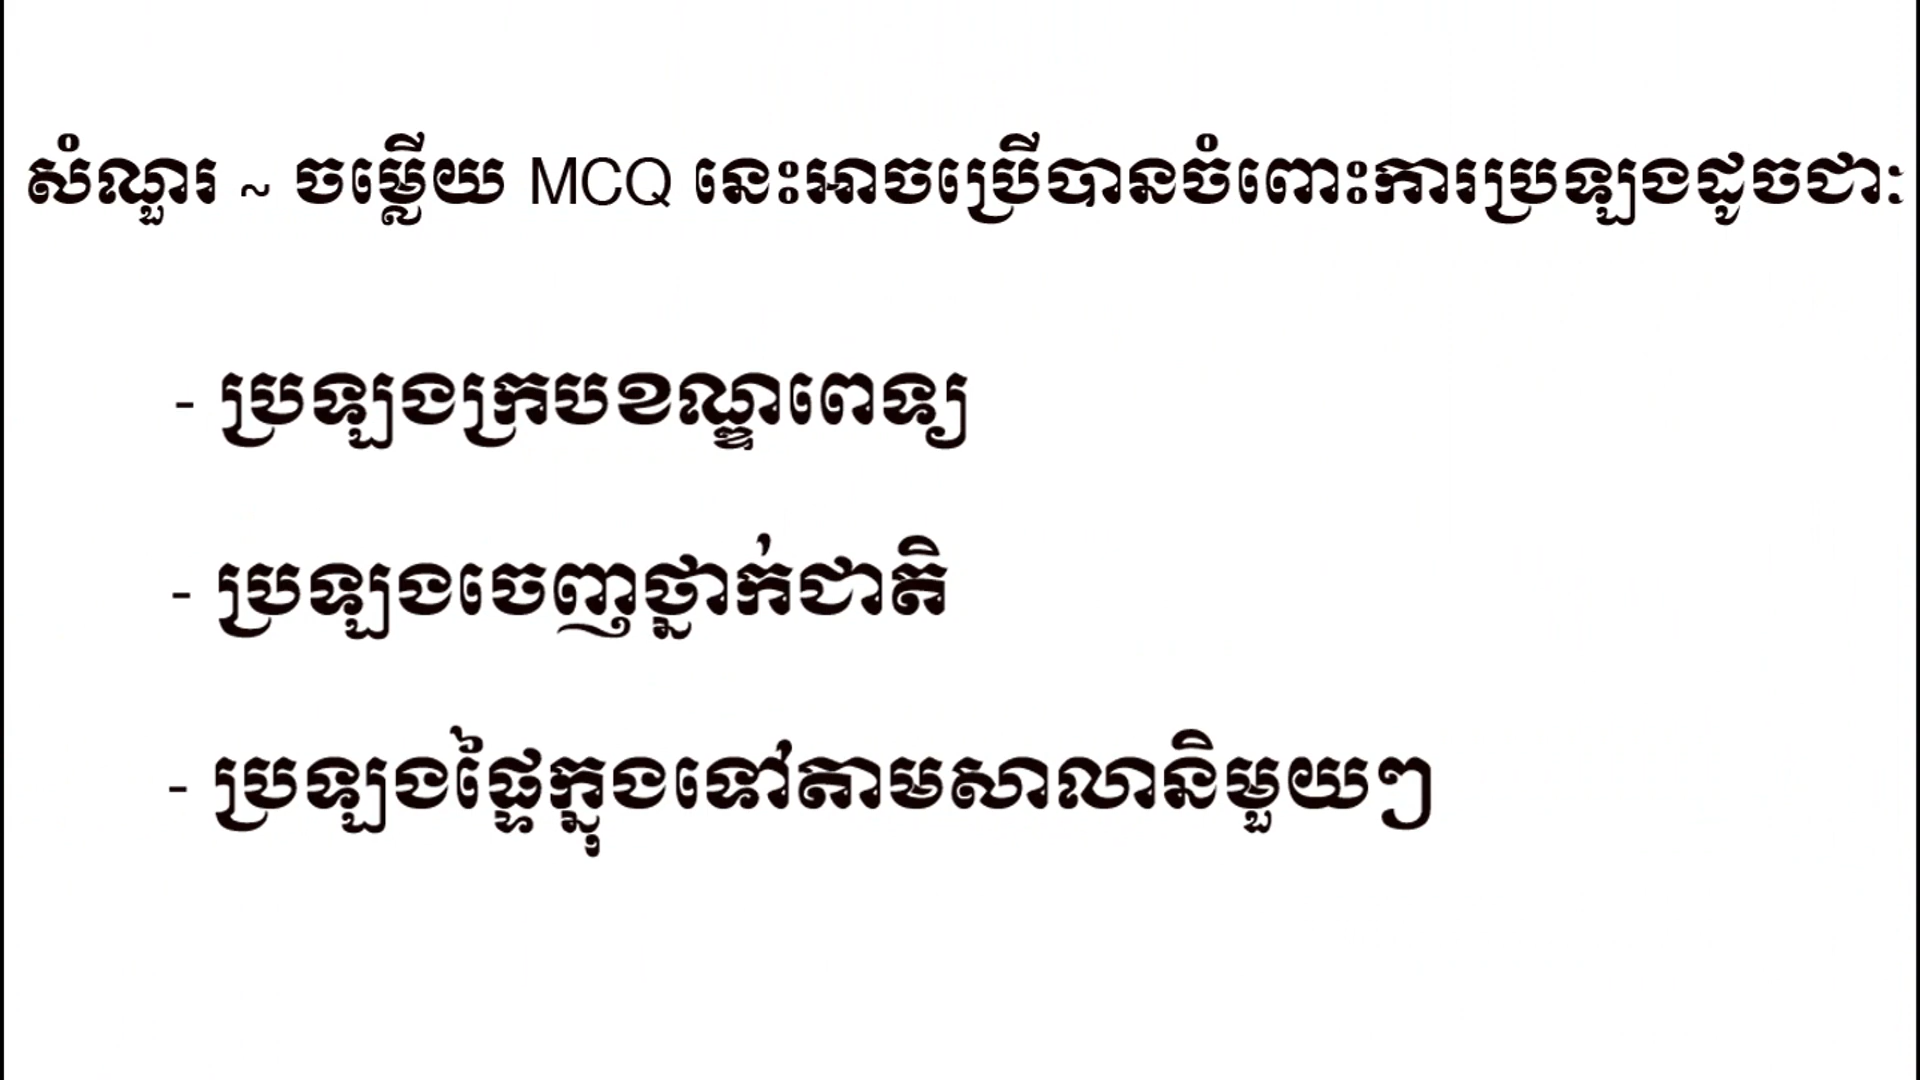 សំណួរ ~ ចម្លើយ MCQ នេះអាចប្រើបានចំពោះការប្រឡងដូចជាៈ
- ប្រឡងក្របខណ្ឌពេទ្យ
- ប្រឡងចេញថ្នាក់ជាតិ
- ប្រឡងផ្ទៃក្នុងទៅតាមសាលានិមួយៗ